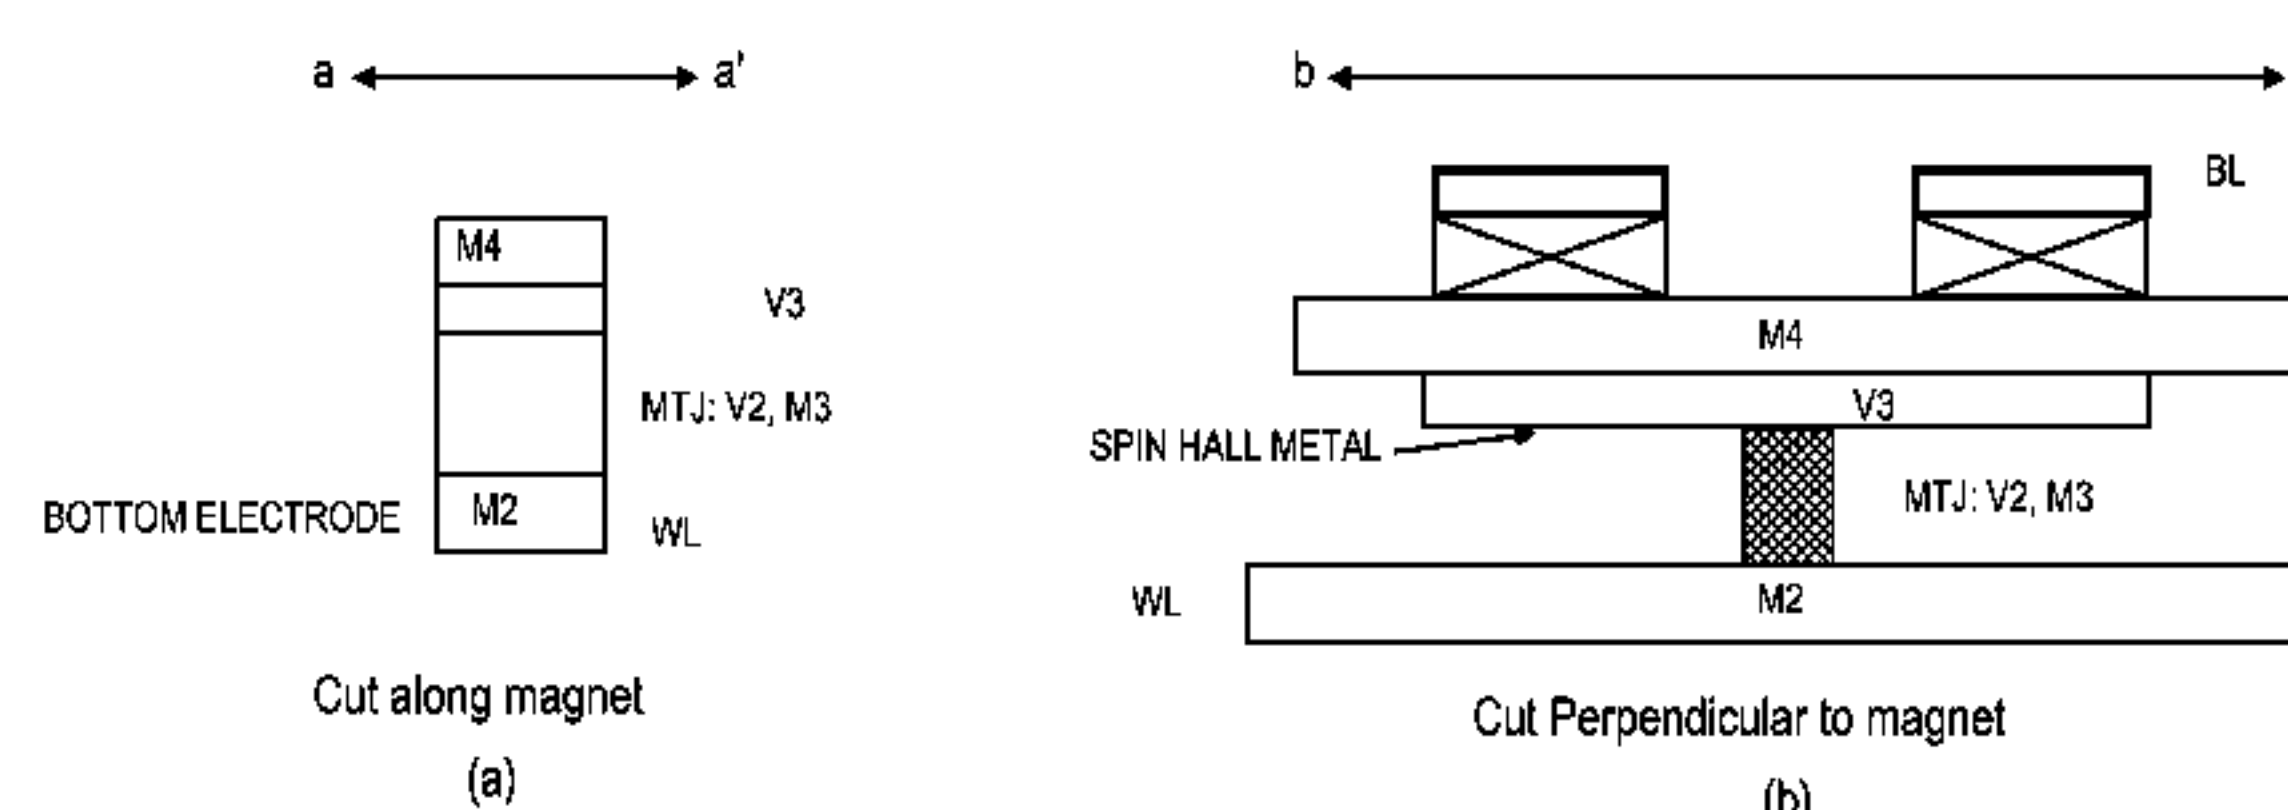 a a'
M4
V3
MTJ: V2, M3
BOTTOM ELECTRODE M2 WL
Cut along magnet
(a)
b
BL
M4
V3
SPIN HALL METAL
MTJ: V2, M3
WL M2
Cut Perpendicular to magnet
(b)